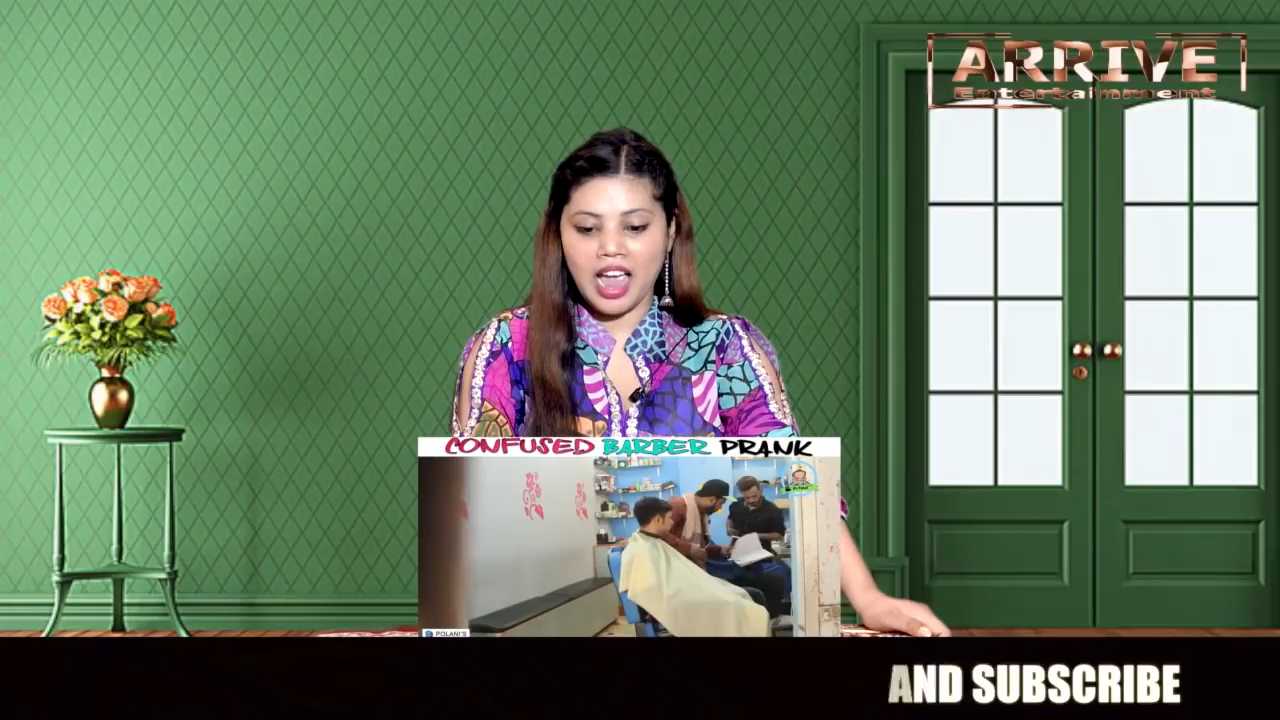 ARRIVE
Entertainment
CONFUSED BARBER PRANK
POLANI'S
AND SUBSCRIBE